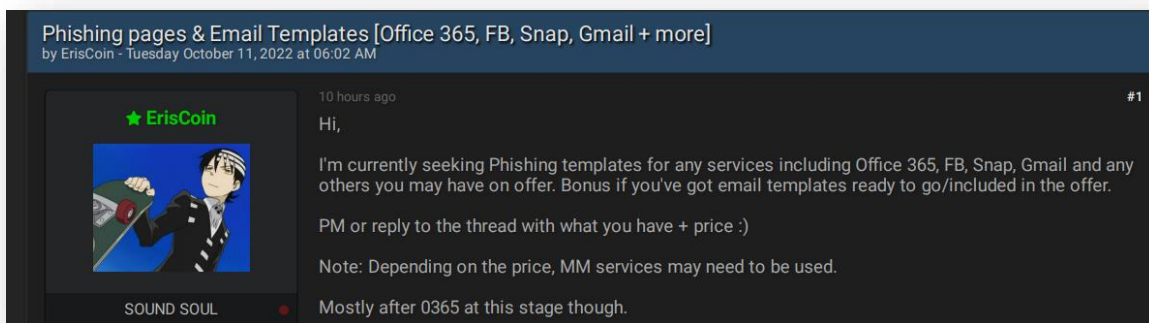 Phishing pages & Email Templates [Office 365, FB, Snap, Gmail + more]
by ErisCoin - Tuesday October 11, 2022 at 06:02 AM
10 hours ago
#1
★ ErisCoin
Hi,
I'm currently seeking Phishing templates for any services including Office 365, FB, Snap, Gmail and any
others you may have on offer. Bonus if you've got email templates ready to go/included in the offer.
PM or reply to the thread with what you have + price :)
Note: Depending on the price, MM services may need to be used.
SOUND SOUL
Mostly after 0365 at this stage though.